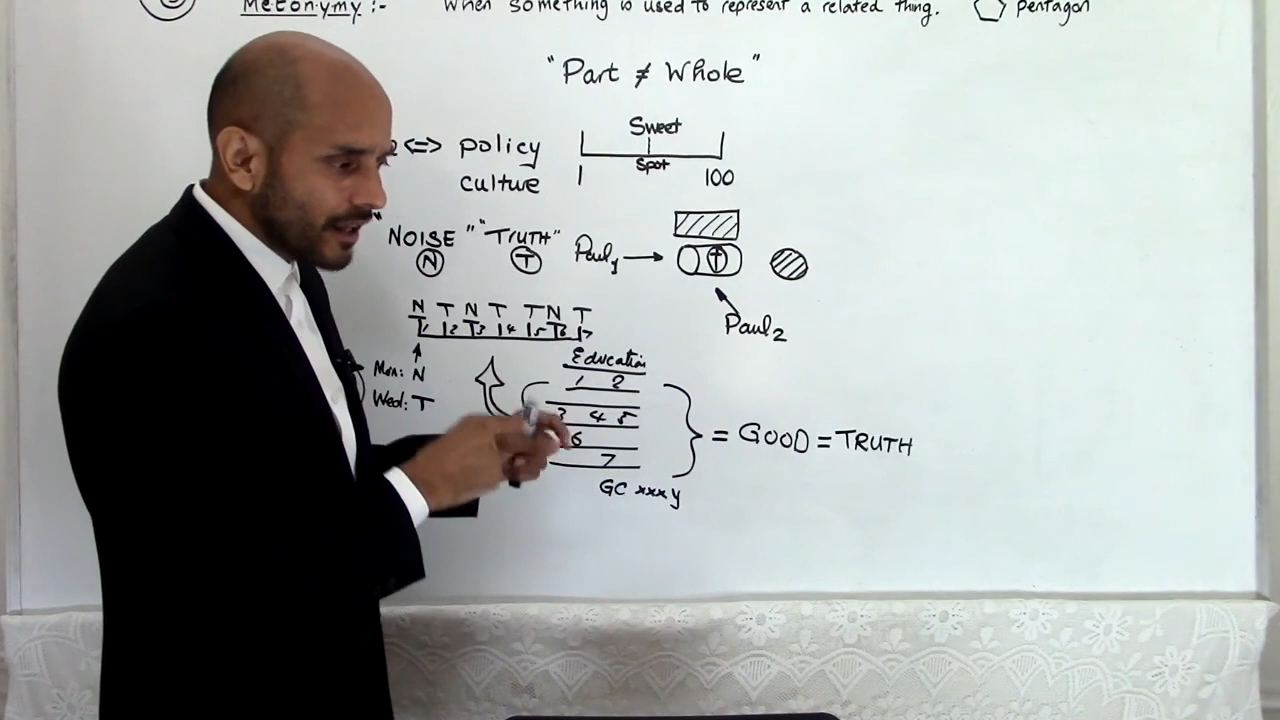 Metonymy :- When something is used to represent a related thing. Pentagon
"Part ≠ Whole"
<=> policy
culture
Sweet
Spot
1 100
"NOISE" "TRUTH"
N T
Paul1 →
T
Paul2
N T N T T N T
1 2 3 4 5 6 7
Mon: N
Wed: T
Education
1 2
3 4 5
6
7
GC xxxy
= GOOD = TRUTH